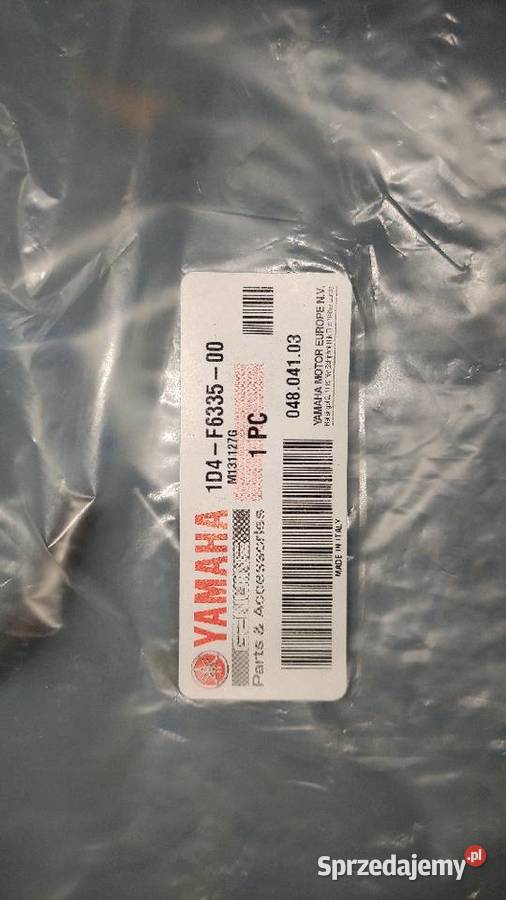 YAMAHA
1D4-F6335-00
M131127G
GENUINE
Parts & Accessories
1 PC
048.041.03
YAMAHA MOTOR EUROPE N.V.
MADE IN ITALY
Sprzedajemy.pl